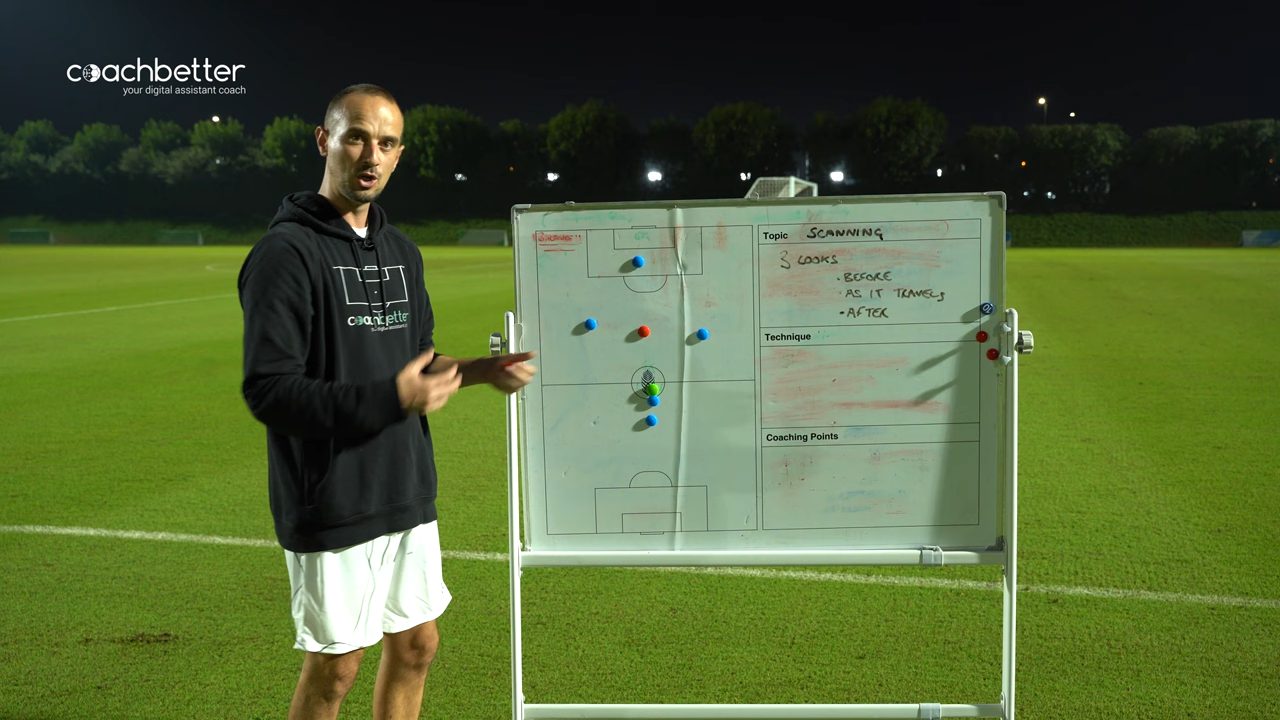 coachbetter
your digital assistant coach
coachbetter
Topic SCANNING
3 LOOKS
• BEFORE
• AS IT TRAVELS
• AFTER
Technique
Coaching Points